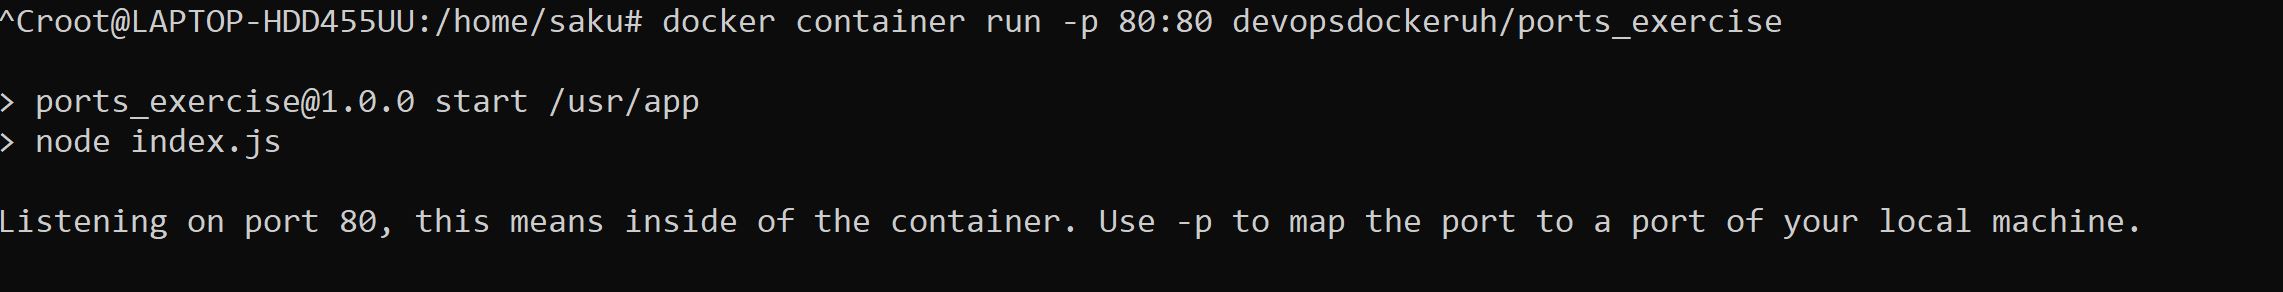 ^Croot@LAPTOP-HDD455UU:/home/saku# docker container run -p 80:80 devopsdockeruh/ports_exercise
> ports_exercise@1.0.0 start /usr/app
> node index.js
Listening on port 80, this means inside of the container. Use -p to map the port to a port of your local machine.